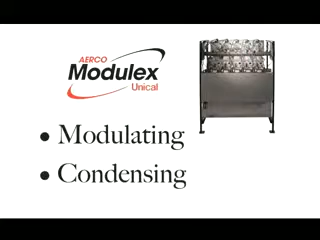 AERCO
Modulex
Unical
• Modulating
• Condensing